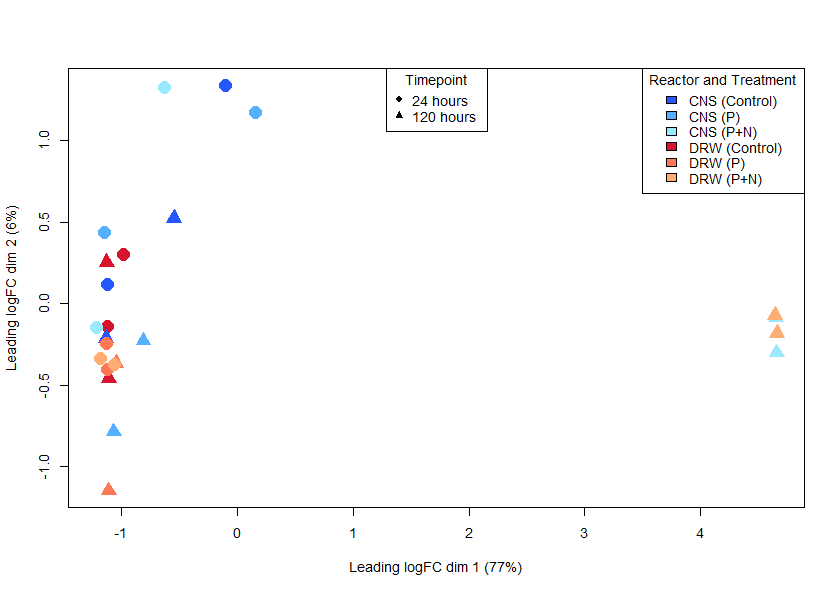 Timepoint
24 hours
120 hours
Reactor and Treatment
CNS (Control)
CNS (P)
CNS (P+N)
DRW (Control)
DRW (P)
DRW (P+N)
Leading logFC dim 2 (6%)
1.0
0.5
0.0
-0.5
-1.0
-1
0
1
2
3
4
Leading logFC dim 1 (77%)